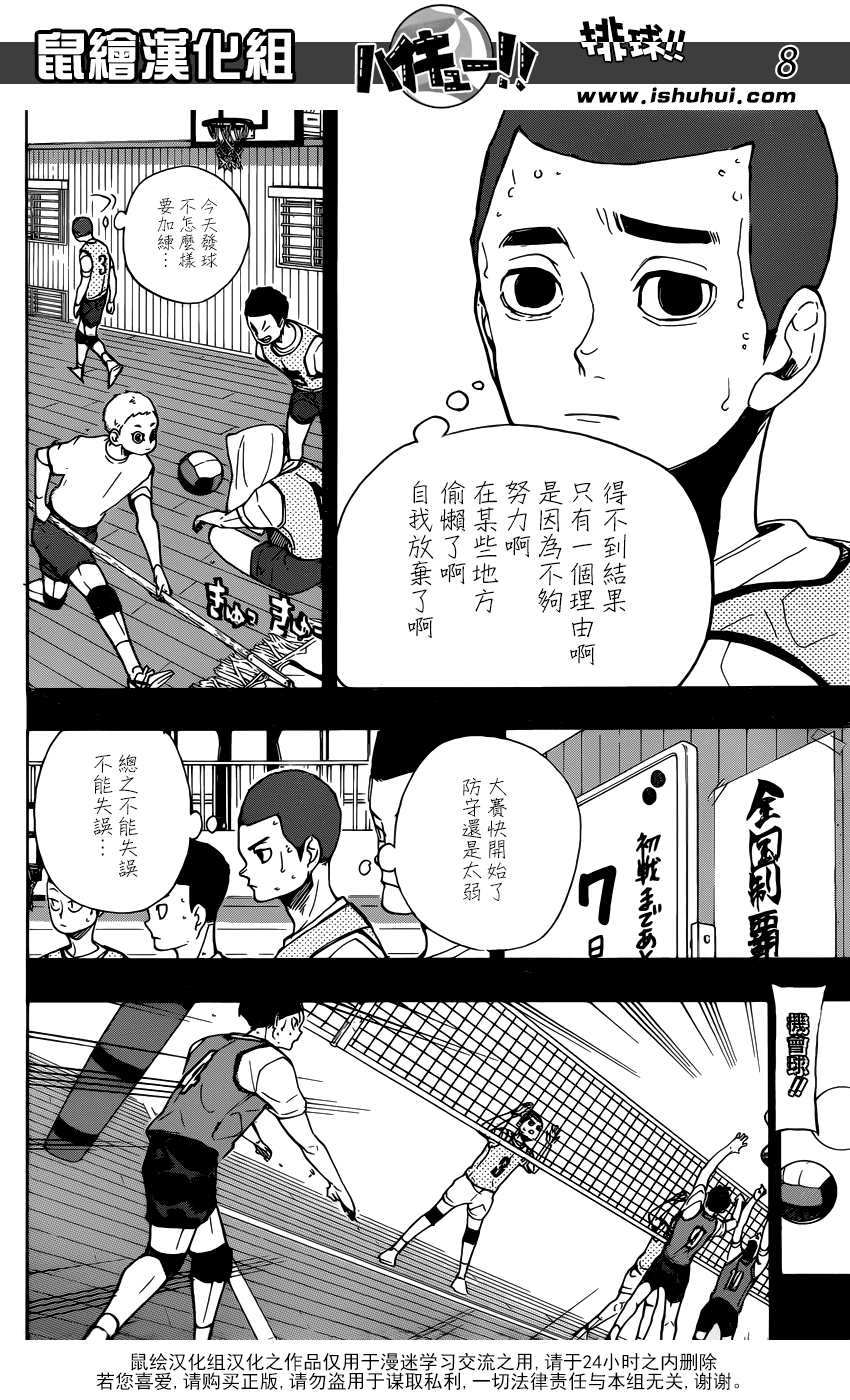 鼠繪漢化組
ハイキュー!!
排球!!
8
www.ishuhui.com
得不到結果
只有一個理由啊
是因為不夠
努力啊
在某些地方
偷懶了啊
自我放棄了啊
今天發球
不怎麼樣
要加練…
3
きゅっ
きゅっ
全国制覇
初戦まであと
7
日
大賽快開始了
防守還是太弱
總之不能失誤
不能失誤…
機會球!!
4
鼠绘汉化组汉化之作品仅用于漫迷学习交流之用,请于24小时之内删除
若您喜爱,请购买正版,请勿盗用于谋取私利,一切法律责任与本组无关,谢谢。